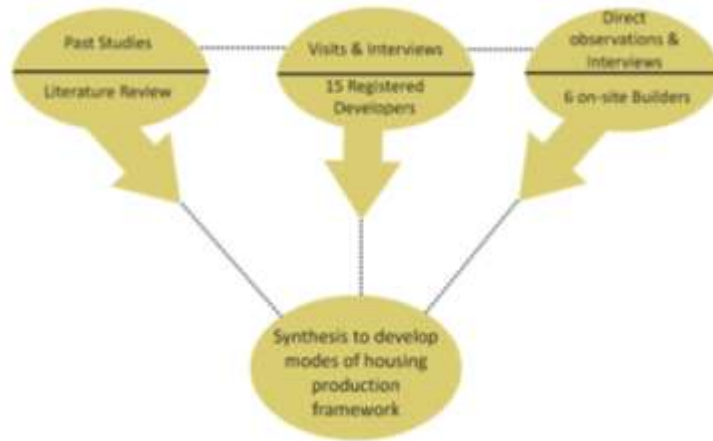 Past Studies
Literature Review
Visits & Interviews
15 Registered
Developers
Direct
observations &
Interviews
6 on-site Builders
Synthesis to develop
modes of housing
production
framework